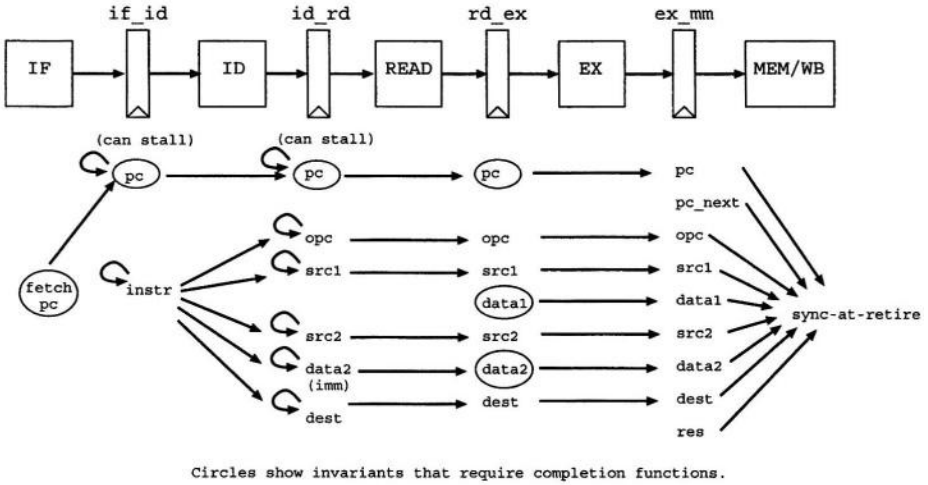 if_id id_rd rd_ex ex_mm
IF ID READ EX MEM/WB
(can stall) (can stall)
pc pc pc pc
pc_next
opc opc opc
src1 src1 src1
fetch pc
instr
data1 data1
sync-at-retire
src2 src2 src2
data2 data2 data2
(imm)
dest dest dest
res
Circles show invariants that require completion functions.